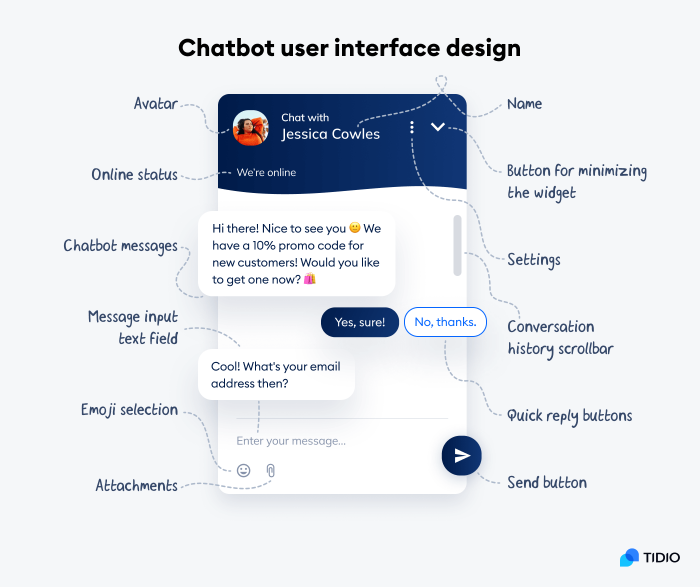 Chatbot user interface design
Avatar
Name
Chat with
Jessica Cowles
Online status
We're online
Button for minimizing
the widget
Chatbot messages
Hi there! Nice to see you 🙂 We
have a 10% promo code for
new customers! Would you like
to get one now? 🛍️
Settings
Message input
text field
Yes, sure!
No, thanks.
Conversation
history scrollbar
Cool! What's your email
address then?
Emoji selection
Quick reply buttons
Enter your message...
Attachments
Send button
TIDIO